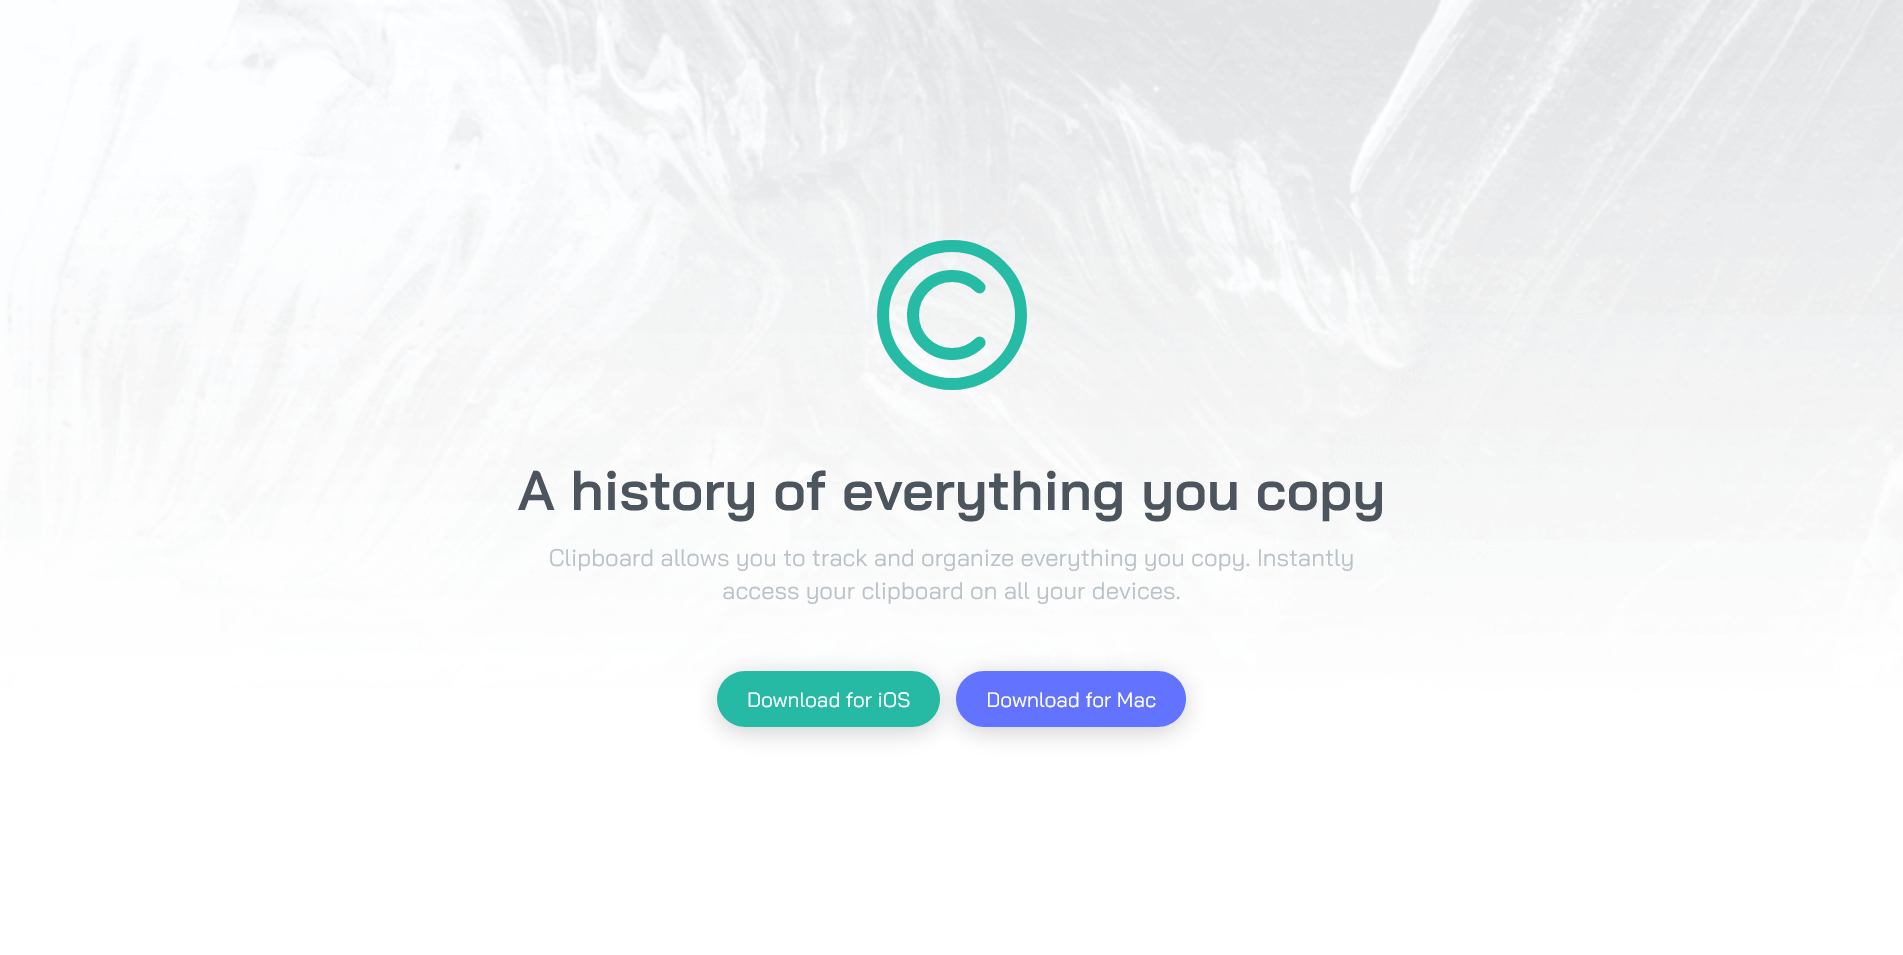 A history of everything you copy
Clipboard allows you to track and organize everything you copy. Instantly
access your clipboard on all your devices.
Download for iOS
Download for Mac